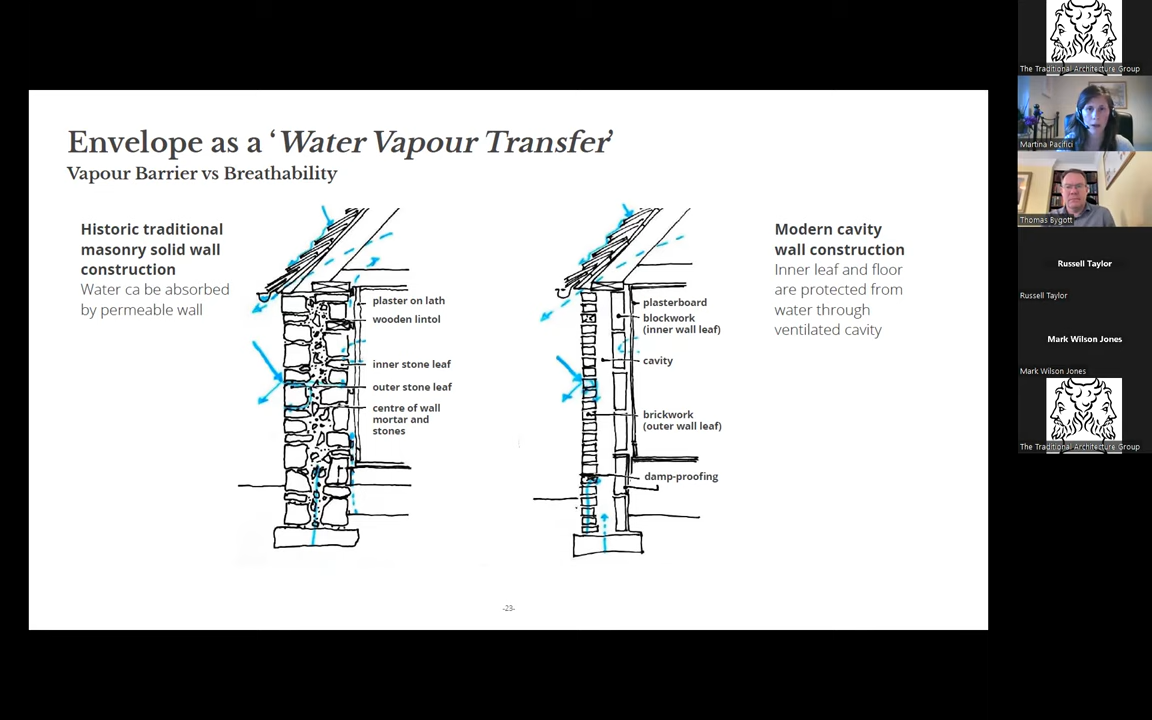 Envelope as a ‘Water Vapour Transfer’
Vapour Barrier vs Breathability
Historic traditional
masonry solid wall
construction
Water ca be absorbed
by permeable wall
plaster on lath
wooden lintol
inner stone leaf
outer stone leaf
centre of wall
mortar and
stones
plasterboard
blockwork
(inner wall leaf)
cavity
brickwork
(outer wall leaf)
damp-proofing
Modern cavity
wall construction
Inner leaf and floor
are protected from
water through
ventilated cavity
-23-
The Traditional Architecture Group
Martina Pacifici
Thomas Bygott
Russell Taylor
Russell Taylor
Mark Wilson Jones
Mark Wilson Jones
The Traditional Architecture Group